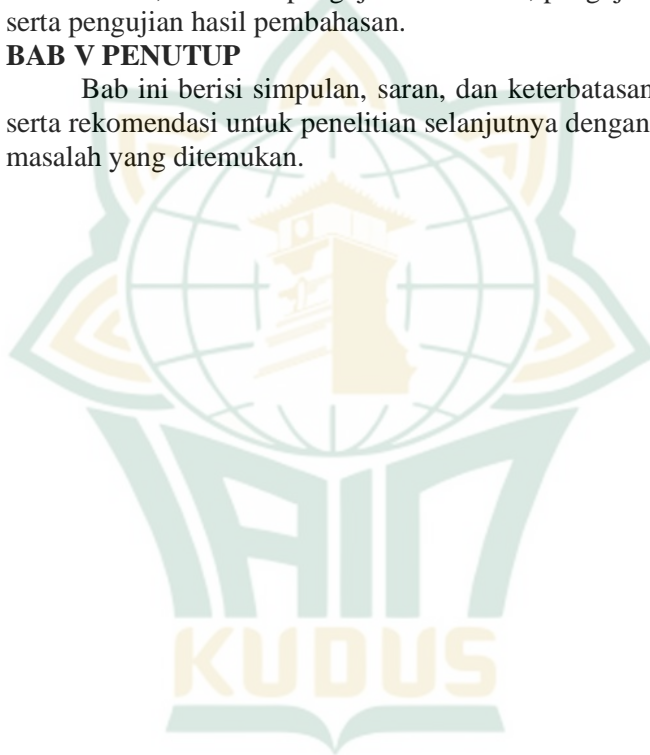 serta pengujian hasil pembahasan.
BAB V PENUTUP
Bab ini berisi simpulan, saran, dan keterbatasan
serta rekomendasi untuk penelitian selanjutnya dengan
masalah yang ditemukan.
IAIN
KUDUS